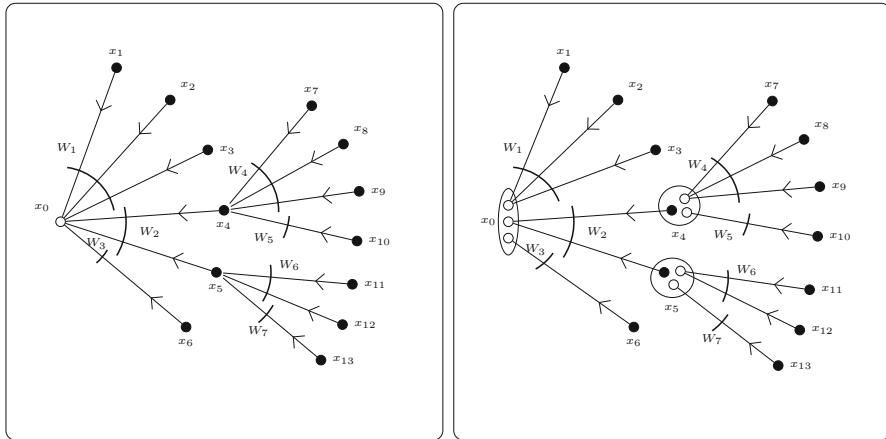 x₁
x₂
x₇
x₈
x₃
W₁
W₄
x₉
x₀
x₄
W₂
W₅
x₁₀
W₃
W₆
x₅
x₁₁
x₆
W₇
x₁₂
x₁₃
x₁
x₂
x₇
x₈
x₃
W₁
W₄
x₉
x₀
x₄
W₂
W₅
x₁₀
W₃
W₆
x₁₁
x₅
x₆
W₇
x₁₂
x₁₃